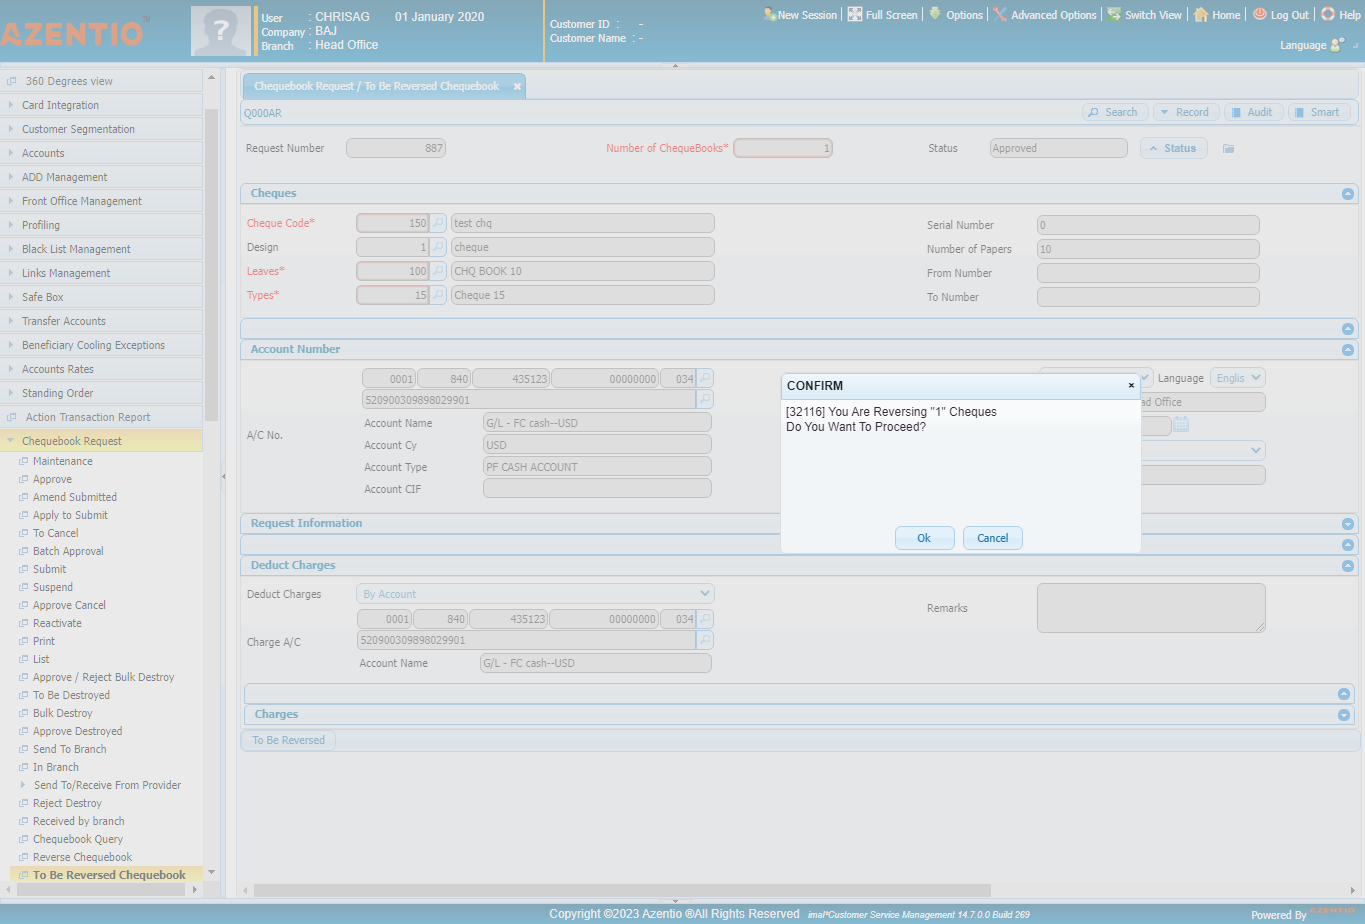 AZENTIO™
User : CHRISAG 01 January 2020
Company : BAJ
Branch : Head Office
Customer ID : -
Customer Name : -
New Session Full Screen Options Advanced Options Switch View Home Log Out Help
Language
360 Degrees view
Card Integration
Customer Segmentation
Accounts
ADD Management
Front Office Management
Profiling
Black List Management
Links Management
Safe Box
Transfer Accounts
Beneficiary Cooling Exceptions
Accounts Rates
Standing Order
Action Transaction Report
Chequebook Request
Maintenance
Approve
Amend Submitted
Apply to Submit
To Cancel
Batch Approval
Submit
Suspend
Approve Cancel
Reactivate
Print
List
Approve / Reject Bulk Destroy
To Be Destroyed
Bulk Destroy
Approve Destroyed
Send To Branch
In Branch
Send To/Receive From Provider
Reject Destroy
Received by branch
Chequebook Query
Reverse Chequebook
To Be Reversed Chequebook
Chequebook Request / To Be Reversed Chequebook ×
Q000AR Search Record Audit Smart
Request Number 887 Number of ChequeBooks* 1 Status Approved Status
Cheques
Cheque Code* 150 test chq Serial Number 0
Design 1 cheque Number of Papers 10
Leaves* 100 CHQ BOOK 10 From Number
Types* 15 Cheque 15 To Number
Account Number
0001 840 435123 00000000 034 Language Englis
520900309898029901 ad Office
A/C No.
Account Name G/L - FC cash--USD
Account Cy USD
Account Type PF CASH ACCOUNT
Account CIF
CONFIRM ×
[32116] You Are Reversing "1" Cheques
Do You Want To Proceed?
Ok Cancel
Request Information
Deduct Charges
Deduct Charges By Account Remarks
0001 840 435123 00000000 034
Charge A/C 520900309898029901
Account Name G/L - FC cash--USD
Charges
To Be Reversed
Copyright ©2023 Azentio ®All Rights Reserved imal*Customer Service Management 14.7.0.0 Build 269 Powered By AZENTIO